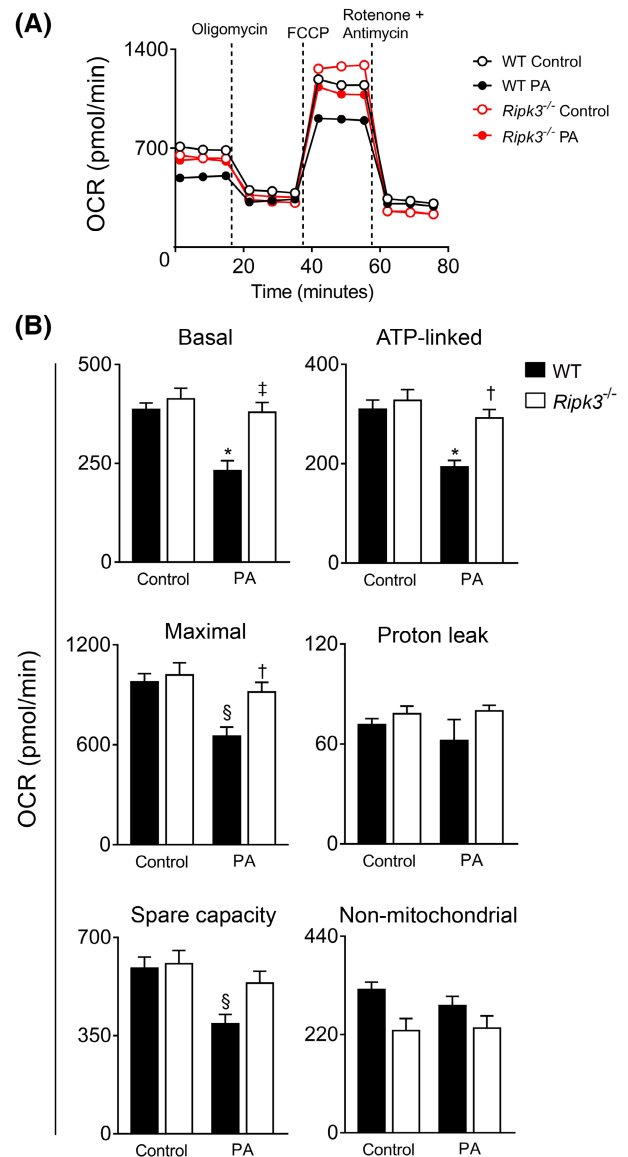 (A)
Oligomycin
FCCP
Rotenone +
Antimycin
1400
700
0
OCR (pmol/min)
0 20 40 60 80
Time (minutes)
WT Control
WT PA
Ripk3-/- Control
Ripk3-/- PA
(B)
OCR (pmol/min)
Basal
500
250
0
‡
*
Control PA
ATP-linked
400
200
0
†
*
Control PA
WT
Ripk3-/-
Maximal
1200
600
0
†
§
Control PA
Proton leak
120
60
0
Control PA
Spare capacity
700
350
0
§
Control PA
Non-mitochondrial
440
220
0
Control PA